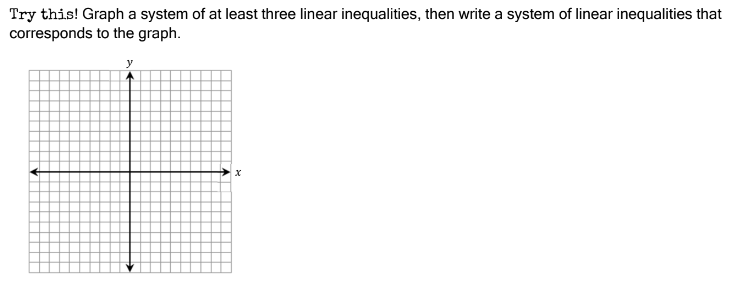 Try this! Graph a system of at least three linear inequalities, then write a system of linear inequalities that
corresponds to the graph.
y
x